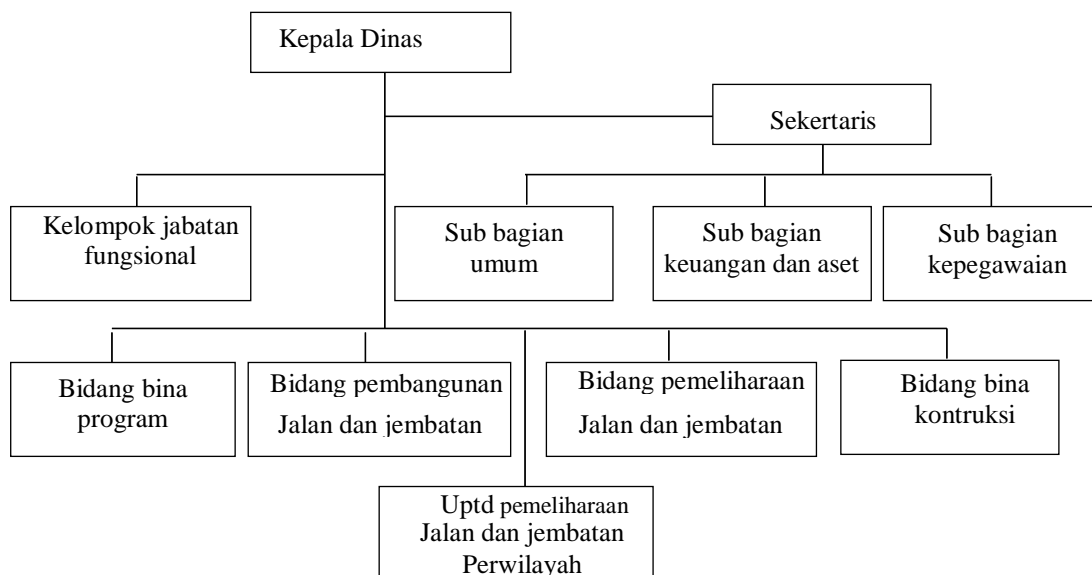 Kepala Dinas
Sekertaris
Kelompok jabatan
fungsional
Sub bagian
umum
Sub bagian
keuangan dan aset
Sub bagian
kepegawaian
Bidang bina
program
Bidang pembangunan
Jalan dan jembatan
Bidang pemeliharaan
Jalan dan jembatan
Bidang bina
kontruksi
Uptd pemeliharaan
Jalan dan jembatan
Perwilayah